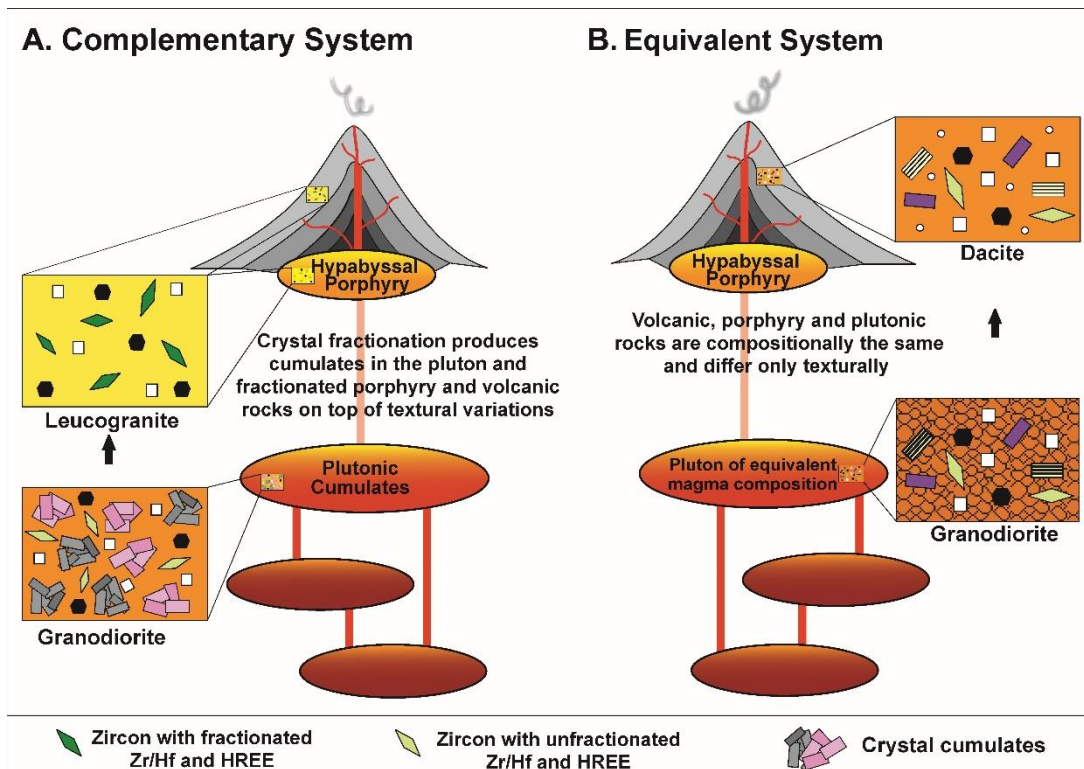 A. Complementary System
Hypabyssal
Porphyry
Crystal fractionation produces
cumulates in the pluton and
fractionated porphyry and volcanic
rocks on top of textural variations
Leucogranite
Plutonic
Cumulates
Granodiorite
B. Equivalent System
Dacite
Hypabyssal
Porphyry
Volcanic, porphyry and plutonic
rocks are compositionally the same
and differ only texturally
Pluton of equivalent
magma composition
Granodiorite
Zircon with fractionated
Zr/Hf and HREE
Zircon with unfractionated
Zr/Hf and HREE
Crystal cumulates